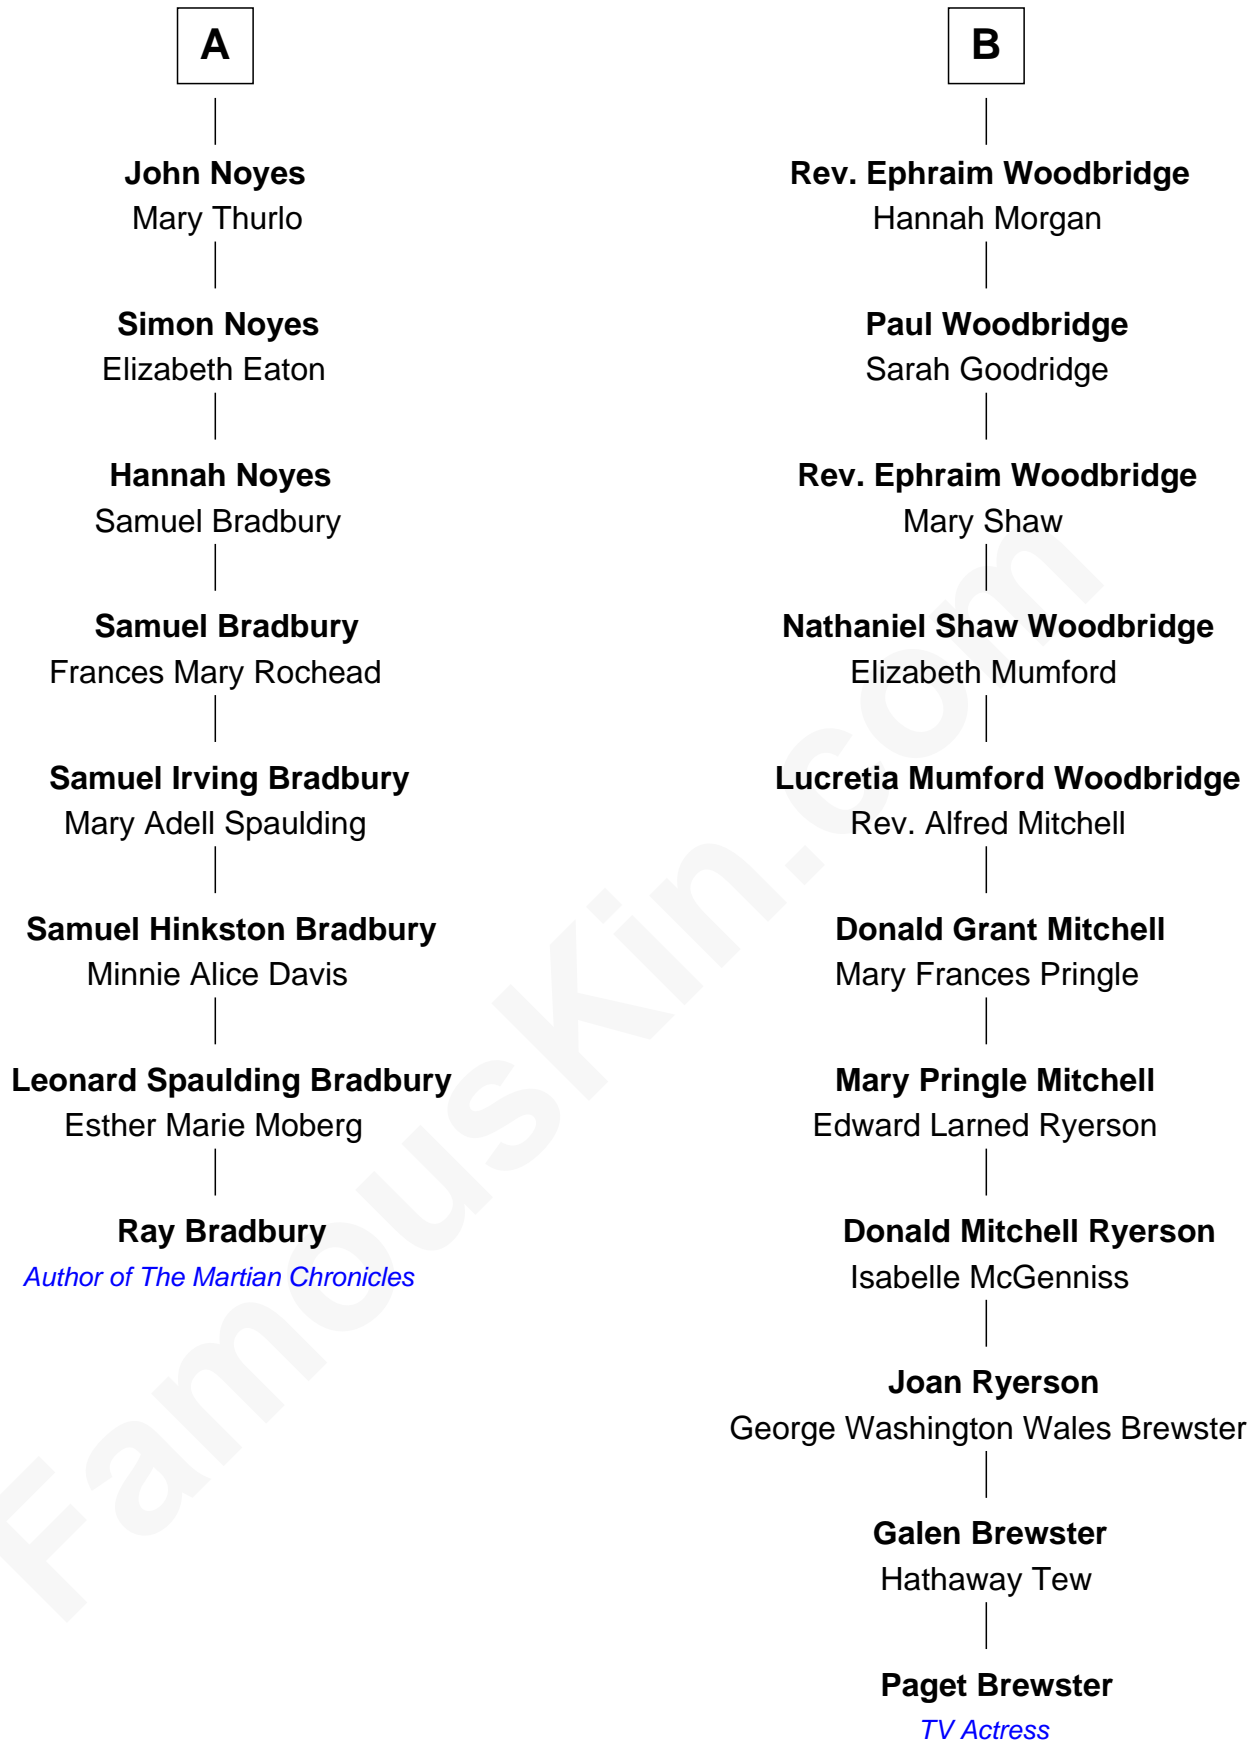 A
John Noyes
Mary Thurlo
Simon Noyes
Elizabeth Eaton
Hannah Noyes
Samuel Bradbury
Samuel Bradbury
Frances Mary Rochead
Samuel Irving Bradbury
Mary Adell Spaulding
Samuel Hinkston Bradbury
Minnie Alice Davis
Leonard Spaulding Bradbury
Esther Marie Moberg
Ray Bradbury
Author of The Martian Chronicles
B
Rev. Ephraim Woodbridge
Hannah Morgan
Paul Woodbridge
Sarah Goodridge
Rev. Ephraim Woodbridge
Mary Shaw
Nathaniel Shaw Woodbridge
Elizabeth Mumford
Lucretia Mumford Woodbridge
Rev. Alfred Mitchell
Donald Grant Mitchell
Mary Frances Pringle
Mary Pringle Mitchell
Edward Larned Ryerson
Donald Mitchell Ryerson
Isabelle McGenniss
Joan Ryerson
George Washington Wales Brewster
Galen Brewster
Hathaway Tew
Paget Brewster
TV Actress
FamousKin.com